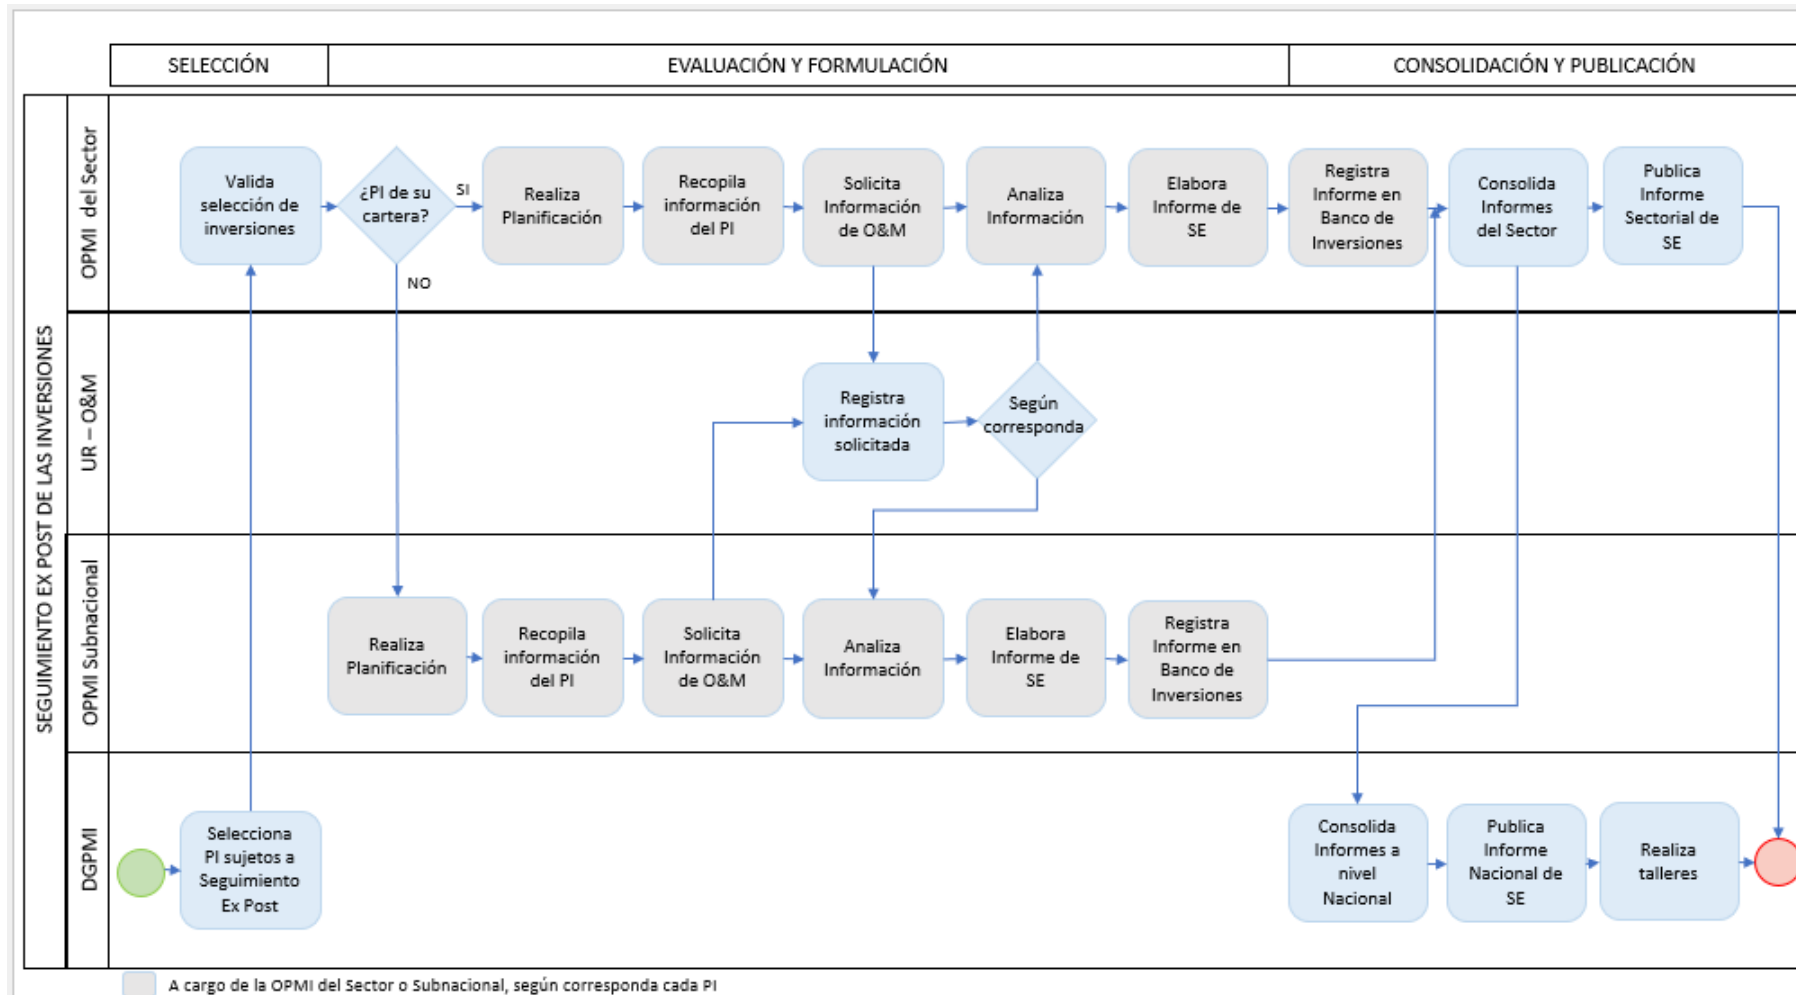 SELECCIÓN
EVALUACIÓN Y FORMULACIÓN
CONSOLIDACIÓN Y PUBLICACIÓN
SEGUIMIENTO EX POST DE LAS INVERSIONES
OPMI del Sector
Valida
selección de
inversiones
¿PI de su
cartera?
SI
NO
Realiza
Planificación
Recopila
información
del PI
Solicita
Información
de O&M
Analiza
Información
Elabora
Informe de
SE
Registra
Informe en
Banco de
Inversiones
Consolida
Informes
del Sector
Publica
Informe
Sectorial de
SE
UR – O&M
Registra
información
solicitada
Según
corresponda
OPMI Subnacional
Realiza
Planificación
Recopila
información
del PI
Solicita
Información
de O&M
Analiza
Información
Elabora
Informe de
SE
Registra
Informe en
Banco de
Inversiones
DGPMI
Selecciona
PI sujetos a
Seguimiento
Ex Post
Consolida
Informes a
nivel
Nacional
Publica
Informe
Nacional de
SE
Realiza
talleres
A cargo de la OPMI del Sector o Subnacional, según corresponda cada PI